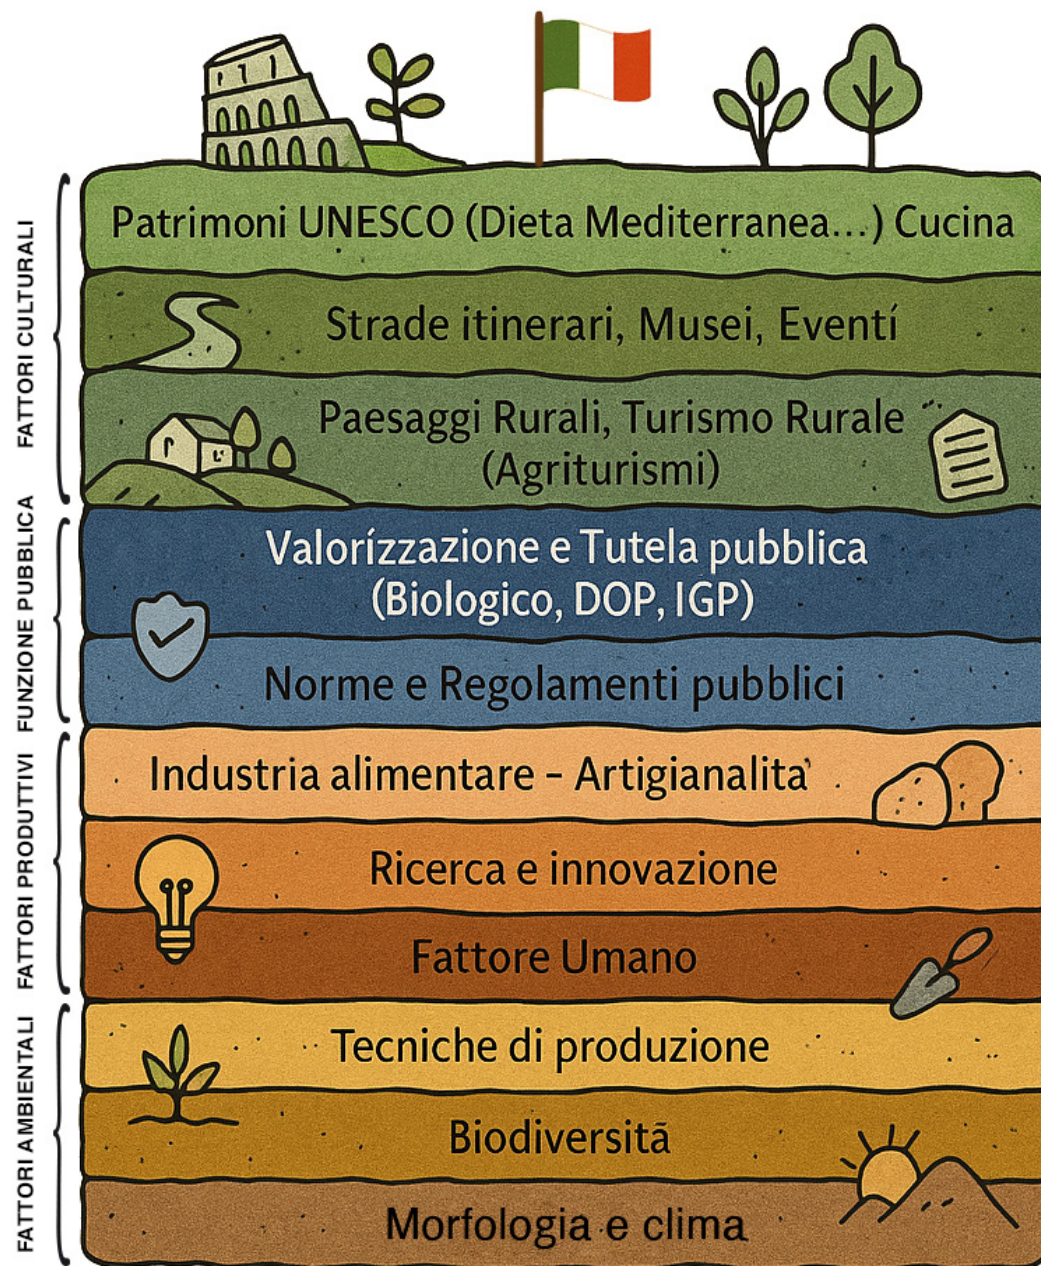 Patrimoni UNESCO (Dieta Mediterranea...) Cucina
Strade itinerari, Musei, Eventí
Paesaggi Rurali, Turismo Rurale
(Agriturismi)
Valorízzazione e Tutela pubblica
(Biologico, DOP, IGP)
Norme e Regolamenti pubblici
Industria alimentare - Artigianalita'
Ricerca e innovazione
Fattore Umano
Tecniche di produzione
Biodiversitā
Morfologia e clima
FATTORI CULTURALI
FUNZIONE PUBBLICA
FATTORI PRODUTTIVI
FATTORI AMBIENTALI